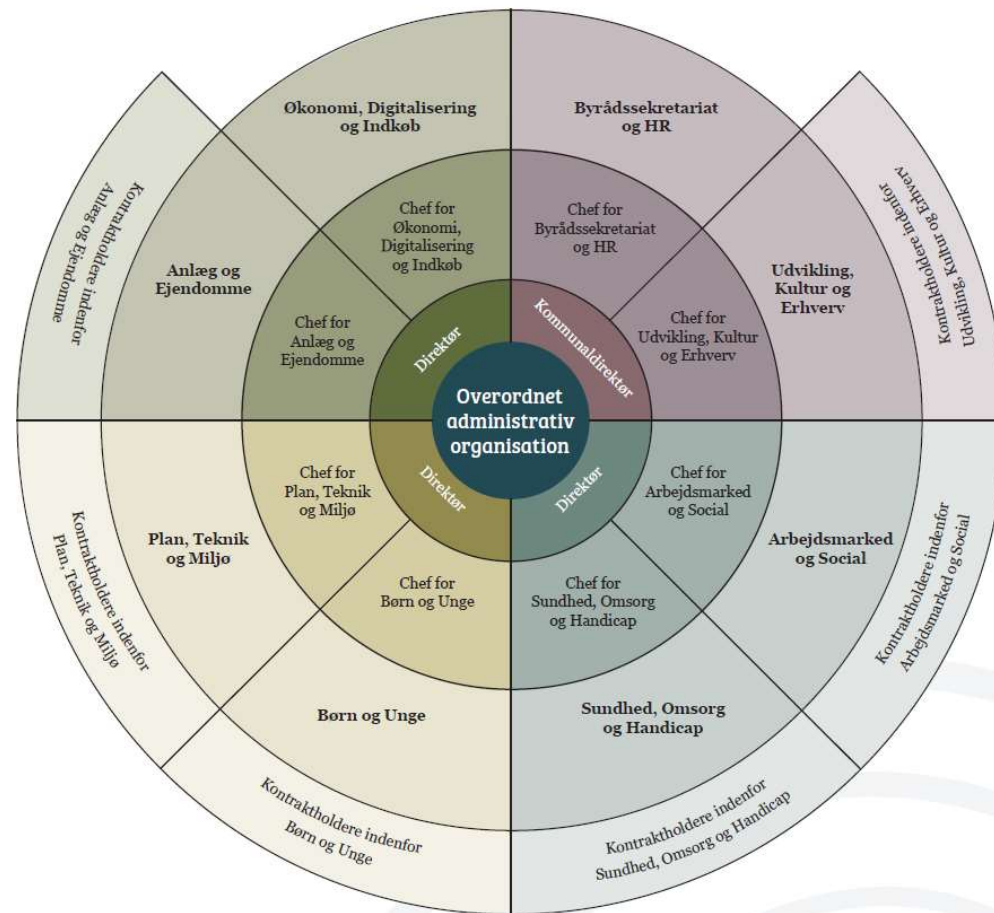 Økonomi, Digitalisering
og Indkøb
Byrådssekretariat
og HR
Kontraktholdere indenfor
Anlæg og Ejendomme
Kontraktholdere indenfor
Udvikling, Kultur og Erhverv
Chef for
Økonomi,
Digitalisering
og Indkøb
Chef for
Byrådssekretariat
og HR
Anlæg og
Ejendomme
Udvikling,
Kultur og
Erhverv
Chef for
Anlæg og
Ejendomme
Chef for
Udvikling, Kultur
og Erhverv
Direktør
Kommunaldirektør
Overordnet
administrativ
organisation
Direktør
Direktør
Chef for
Plan, Teknik
og Miljø
Chef for
Arbejdsmarked
og Social
Plan, Teknik
og Miljø
Arbejdsmarked
og Social
Kontraktholdere indenfor
Plan, Teknik og Miljø
Kontraktholdere indenfor
Arbejdsmarked og Social
Chef for
Børn og Unge
Chef for
Sundhed, Omsorg
og Handicap
Børn og Unge
Sundhed, Omsorg
og Handicap
Kontraktholdere indenfor
Børn og Unge
Kontraktholdere indenfor
Sundhed, Omsorg og Handicap